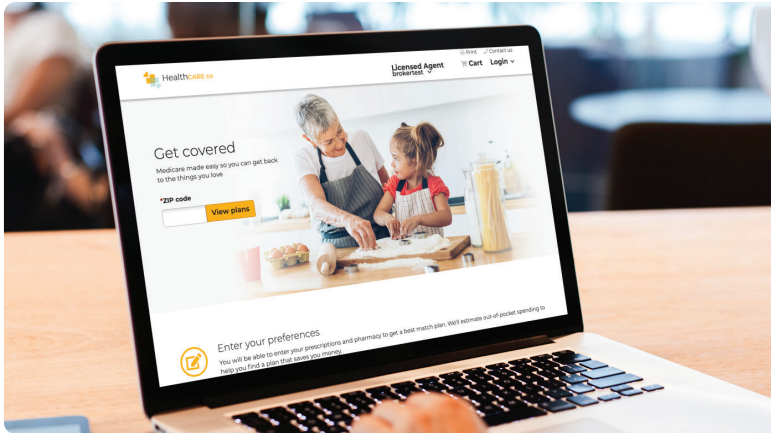 Print Contact us
HealthCARE co
Licensed Agent
brokertest
Cart Login
Get covered
Medicare made easy so you can get back
to the things you love
*ZIP code
View plans
Enter your preferences
You will be able to enter your prescriptions and pharmacy to get a best match plan. We'll estimate out-of-pocket spending to
help you find a plan that saves you money.